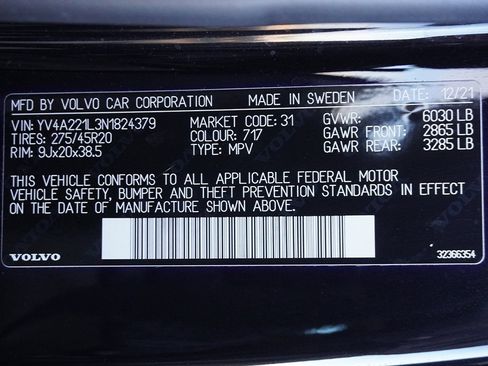 MFD BY VOLVO CAR CORPORATION MADE IN SWEDEN DATE: 12/21
VIN: YV4A221L3N1824379 MARKET CODE: 31 GVWR: 6030 LB
TIRES: 275/45R20 COLOUR: 717 GAWR FRONT: 2865 LB
RIM: 9Jx20x38.5 TYPE: MPV GAWR REAR: 3285 LB
THIS VEHICLE CONFORMS TO ALL APPLICABLE FEDERAL MOTOR
VEHICLE SAFETY, BUMPER AND THEFT PREVENTION STANDARDS IN EFFECT
ON THE DATE OF MANUFACTURE SHOWN ABOVE.
VOLVO 32366354